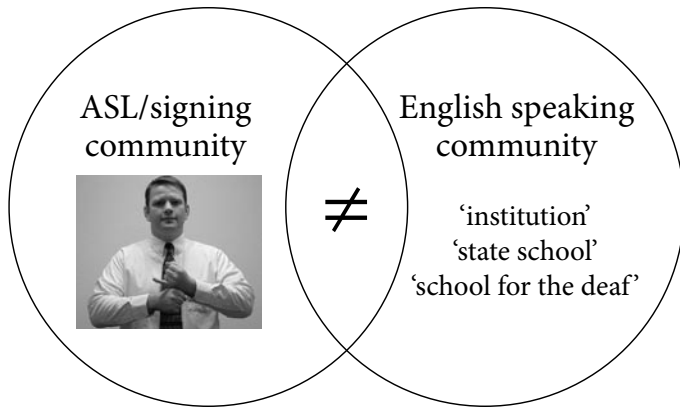 ASL/signing
community
≠
English speaking
community
‘institution’
‘state school’
‘school for the deaf’